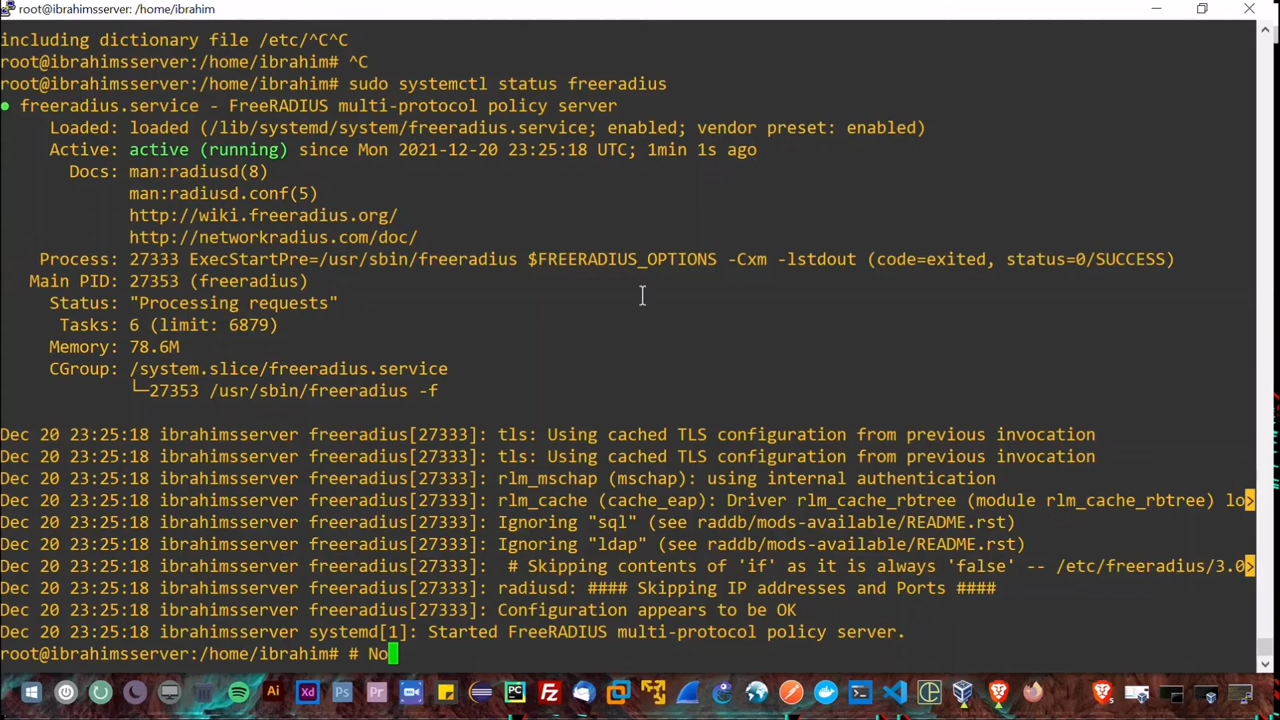 root@ibrahimsserver: /home/ibrahim
including dictionary file /etc/^C^C
root@ibrahimsserver:/home/ibrahim# ^C
root@ibrahimsserver:/home/ibrahim# sudo systemctl status freeradius
● freeradius.service - FreeRADIUS multi-protocol policy server
Loaded: loaded (/lib/systemd/system/freeradius.service; enabled; vendor preset: enabled)
Active: active (running) since Mon 2021-12-20 23:25:18 UTC; 1min 1s ago
Docs: man:radiusd(8)
man:radiusd.conf(5)
http://wiki.freeradius.org/
http://networkradius.com/doc/
Process: 27333 ExecStartPre=/usr/sbin/freeradius $FREERADIUS_OPTIONS -Cxm -lstdout (code=exited, status=0/SUCCESS)
Main PID: 27353 (freeradius)
Status: "Processing requests"
Tasks: 6 (limit: 6879)
Memory: 78.6M
CGroup: /system.slice/freeradius.service
└─27353 /usr/sbin/freeradius -f
Dec 20 23:25:18 ibrahimsserver freeradius[27333]: tls: Using cached TLS configuration from previous invocation
Dec 20 23:25:18 ibrahimsserver freeradius[27333]: tls: Using cached TLS configuration from previous invocation
Dec 20 23:25:18 ibrahimsserver freeradius[27333]: rlm_mschap (mschap): using internal authentication
Dec 20 23:25:18 ibrahimsserver freeradius[27333]: rlm_cache (cache_eap): Driver rlm_cache_rbtree (module rlm_cache_rbtree) lo>
Dec 20 23:25:18 ibrahimsserver freeradius[27333]: Ignoring "sql" (see raddb/mods-available/README.rst)
Dec 20 23:25:18 ibrahimsserver freeradius[27333]: Ignoring "ldap" (see raddb/mods-available/README.rst)
Dec 20 23:25:18 ibrahimsserver freeradius[27333]:  # Skipping contents of 'if' as it is always 'false' -- /etc/freeradius/3.0>
Dec 20 23:25:18 ibrahimsserver freeradius[27333]: radiusd: #### Skipping IP addresses and Ports ####
Dec 20 23:25:18 ibrahimsserver freeradius[27333]: Configuration appears to be OK
Dec 20 23:25:18 ibrahimsserver systemd[1]: Started FreeRADIUS multi-protocol policy server.
root@ibrahimsserver:/home/ibrahim# # No
Ai Xd Ps Pr PC FZ